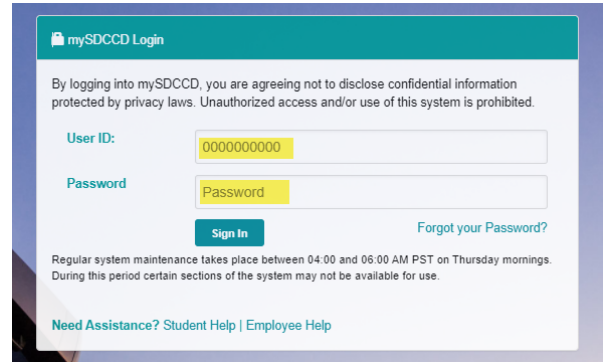 mySDCCD Login
By logging into mySDCCD, you are agreeing not to disclose confidential information
protected by privacy laws. Unauthorized access and/or use of this system is prohibited.
User ID:
0000000000
Password
Password
Sign In
Forgot your Password?
Regular system maintenance takes place between 04:00 and 06:00 AM PST on Thursday mornings.
During this period certain sections of the system may not be available for use.
Need Assistance? Student Help | Employee Help